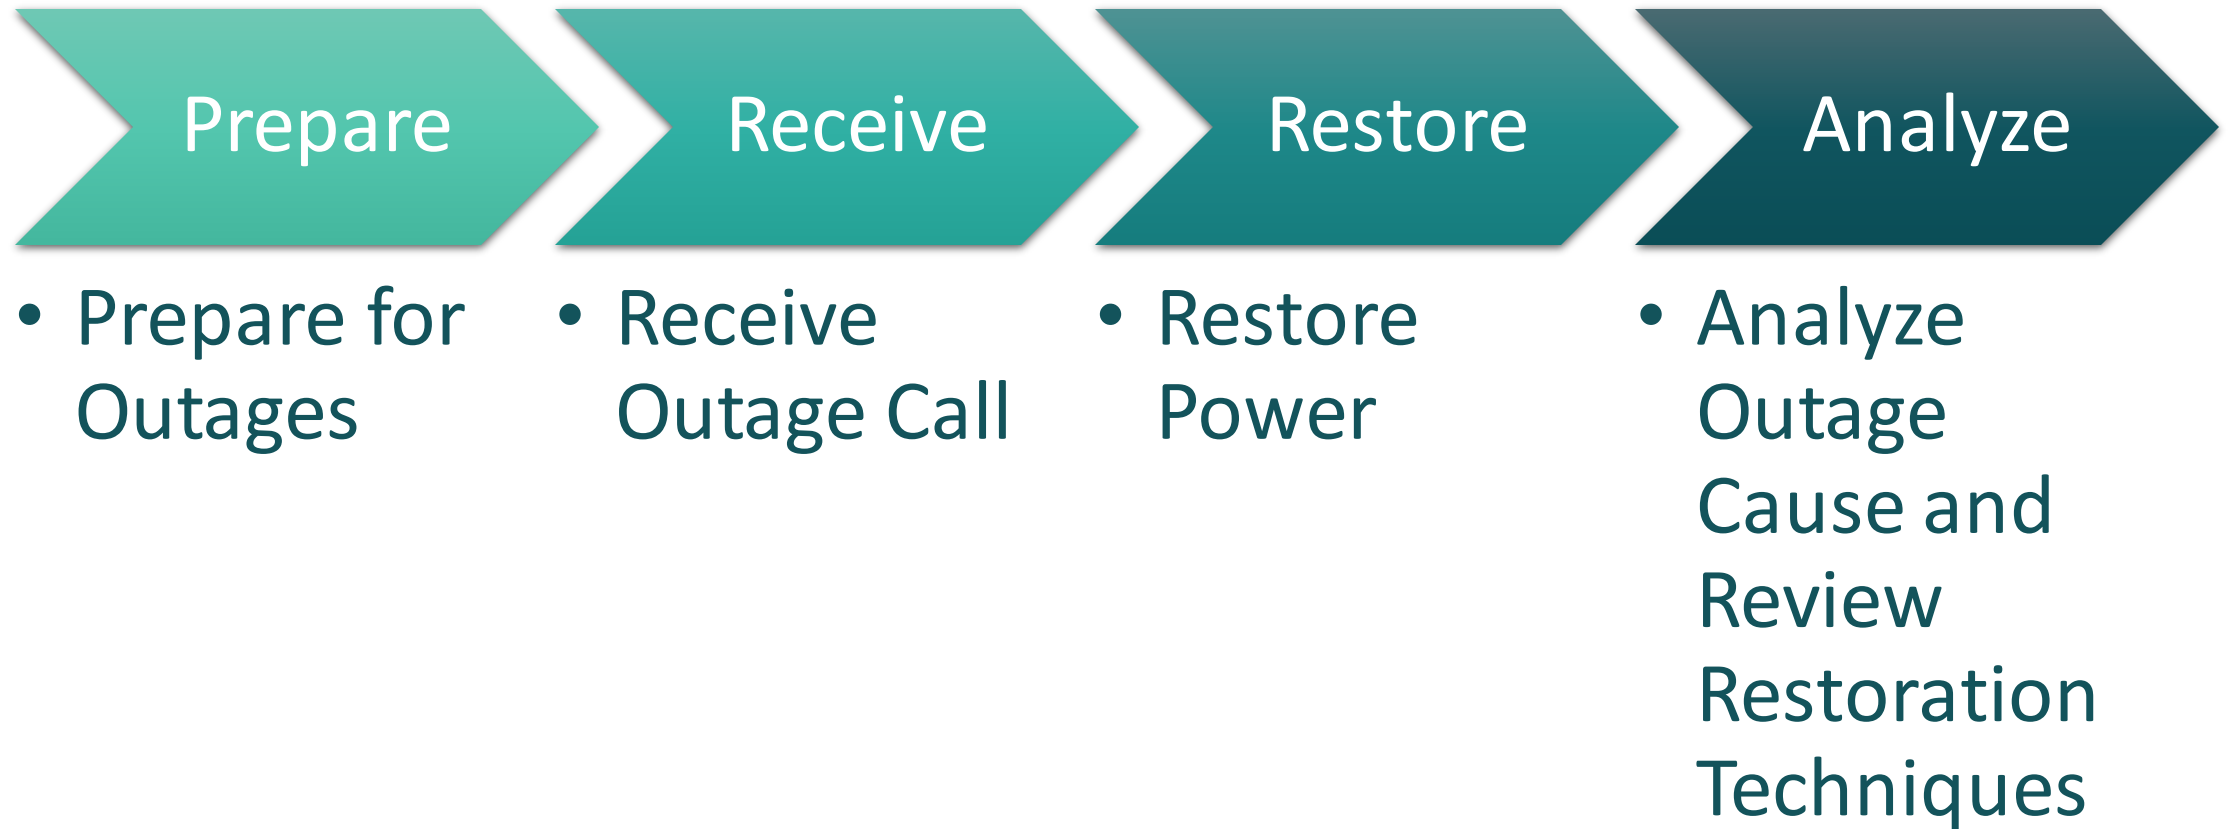 Prepare
Receive
Restore
Analyze
• Prepare for
Outages
• Receive
Outage Call
• Restore
Power
• Analyze
Outage
Cause and
Review
Restoration
Techniques